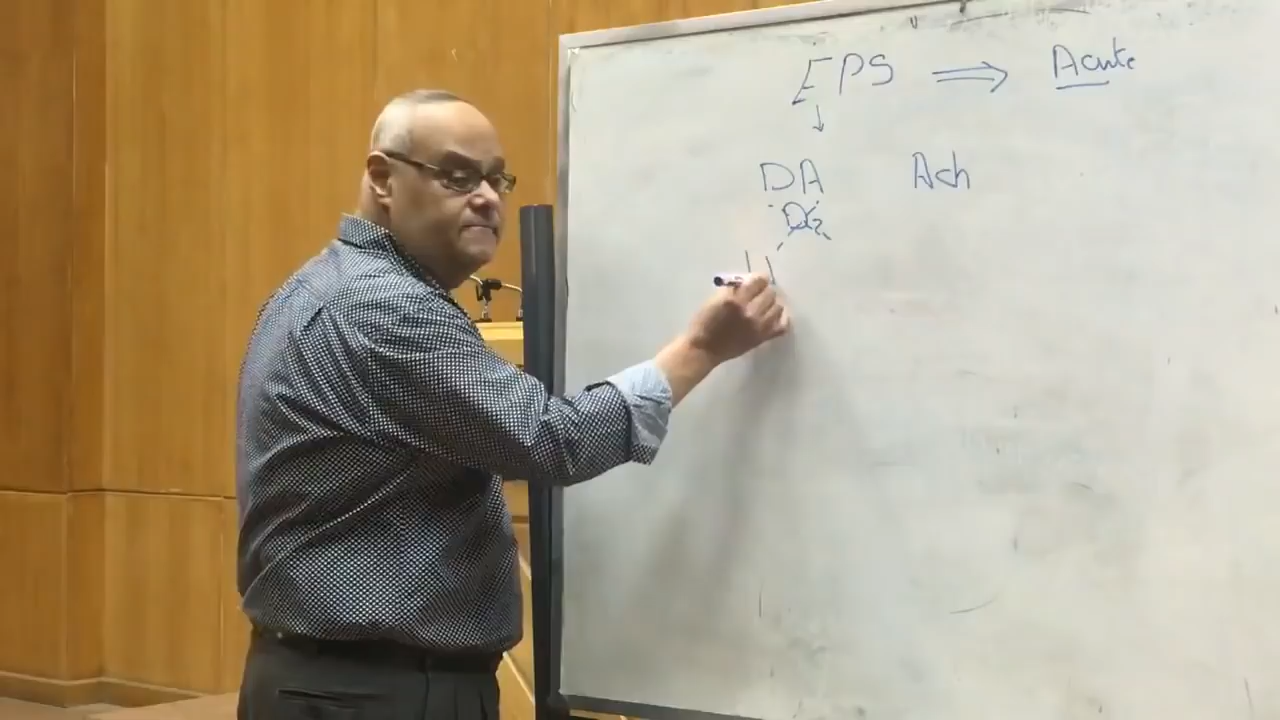 EPS ⇒ Acute
↓
DA Ach
D2